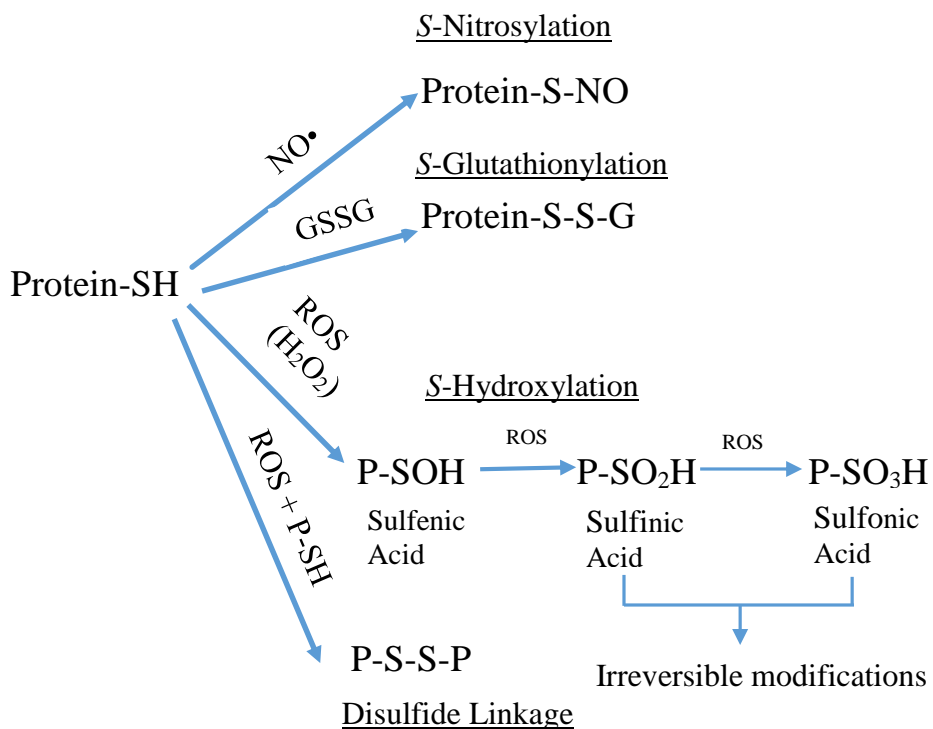 S-Nitrosylation
Protein-S-NO
NO•
S-Glutathionylation
GSSG
Protein-S-S-G
Protein-SH
ROS
(H₂O₂)
S-Hydroxylation
ROS
ROS
ROS + P-SH
P-SOH
P-SO₂H
P-SO₃H
Sulfenic
Acid
Sulfinic
Acid
Sulfonic
Acid
P-S-S-P
Irreversible modifications
Disulfide Linkage